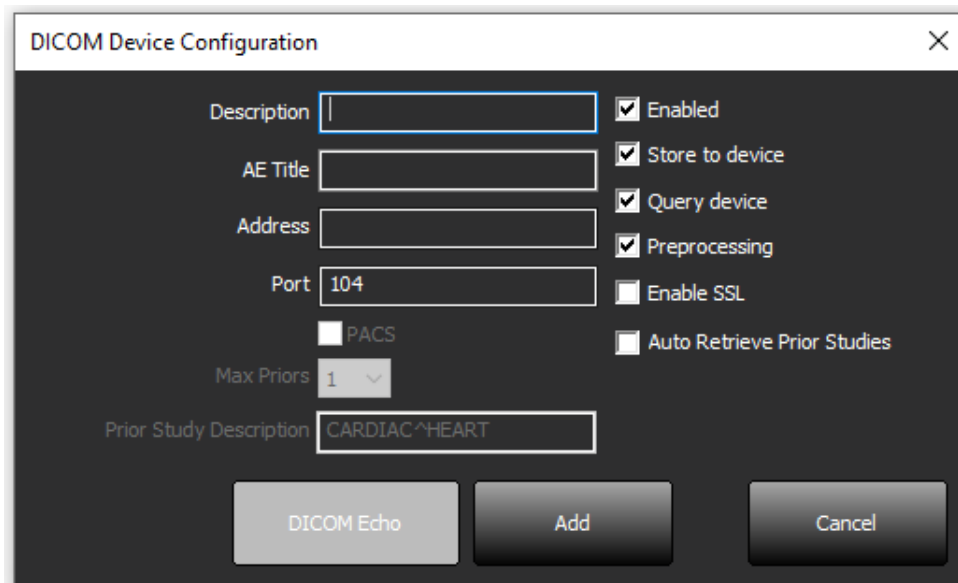 DICOM Device Configuration
Description
Enabled
AE Title
Store to device
Address
Query device
Preprocessing
Port 104
Enable SSL
PACS
Auto Retrieve Prior Studies
Max Priors 1
Prior Study Description CARDIAC^HEART
DICOM Echo
Add
Cancel